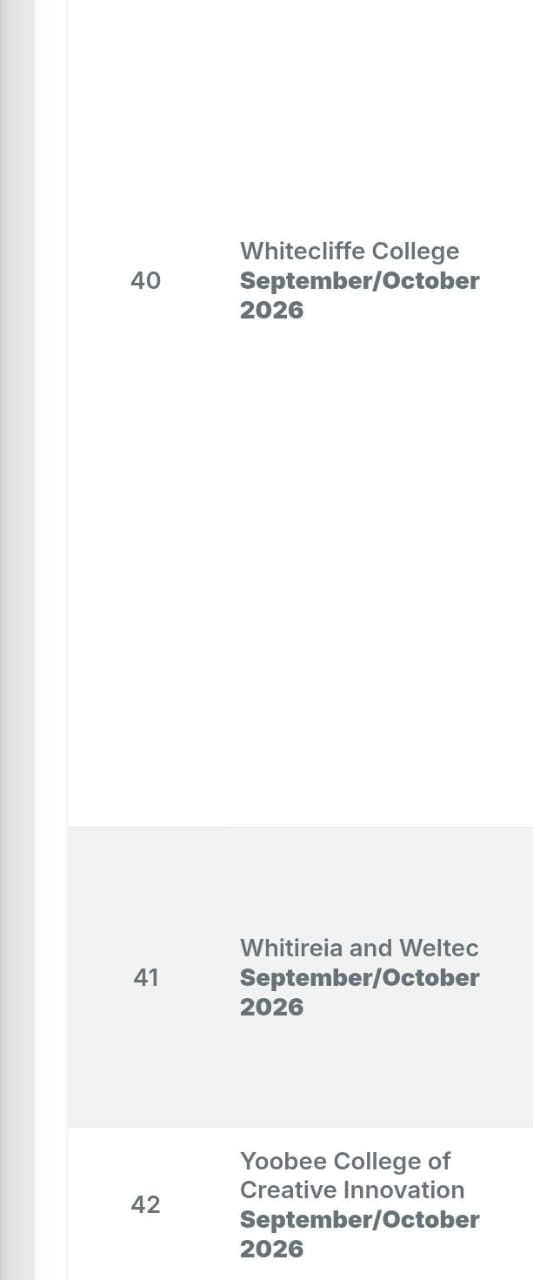 40
Whitecliffe College
September/October
2026
41
Whitireia and Weltec
September/October
2026
42
Yoobee College of
Creative Innovation
September/October
2026